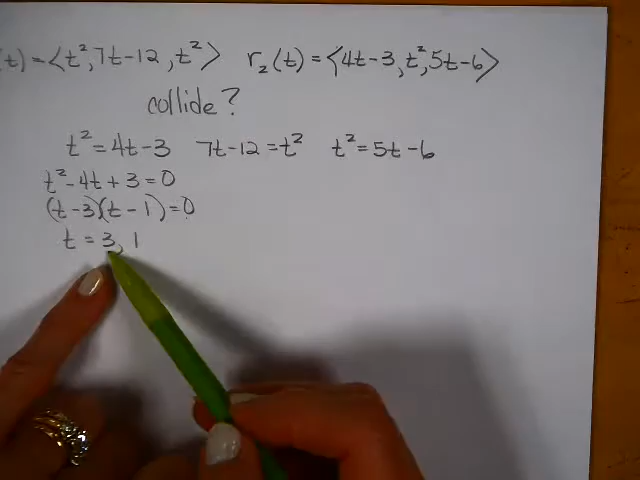 (t) = <t², 7t-12, t²> r₂(t) = <4t-3, t², 5t-6>
collide?
t² = 4t-3 7t-12 = t² t² = 5t-6
t² - 4t + 3 = 0
(t-3)(t-1) = 0
t = 3, 1